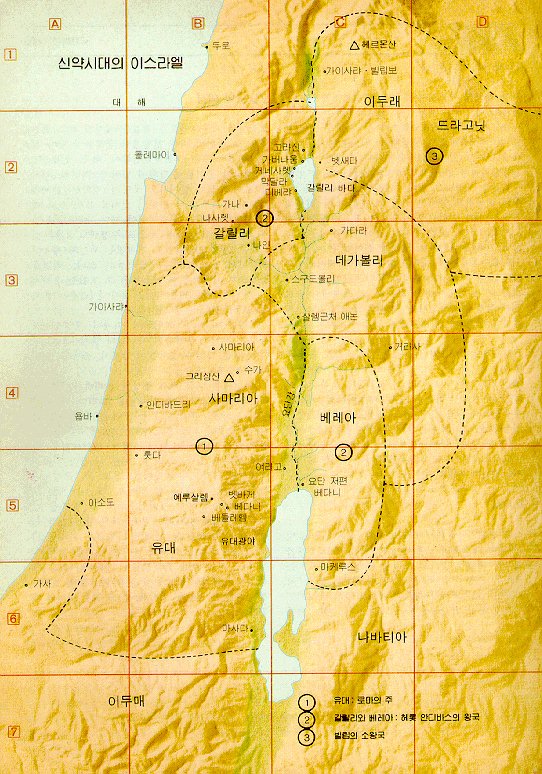 A
B
C
D
1
두로
헤르몬산
신약시대의 이스라엘
가이사랴 · 빌립보
대 해
이두래
드라고닛
2
돌레마이
고라신
가버나움
벳새다
3
게네사렛
막달라
갈릴리 바다
티베랴
가나
나사렛
2
갈릴리
가다라
나인
데가볼리
3
스구도볼리
가이사랴
살렘근처 애논
사마리아
거라사
수가
그리심산
4
사마리아
요단강
안디바드리
욥바
베레아
1
2
룻다
여리고
요단 저편
베다니
벳바게
예루살렘
5
이소도
베다니
베들레헴
유대
유대광야
가사
마케루스
6
마사다
나바티아
이두매
1 유대 : 로마의 주
2 갈릴리와 베레아 : 헤롯 안디바스의 왕국
3 빌립의 소왕국
7